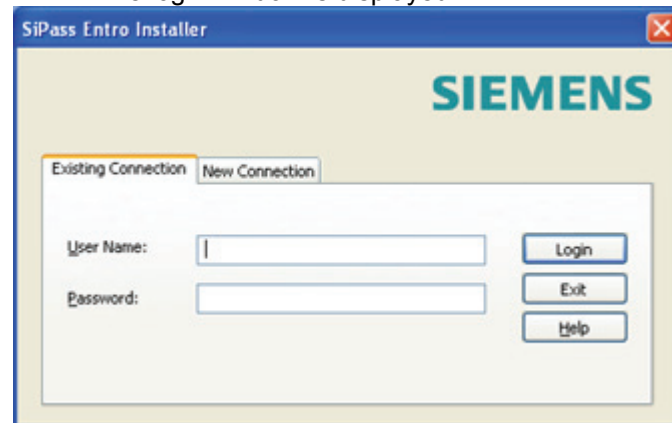 SiPass Entro Installer
SIEMENS
Existing Connection New Connection
User Name: Login
Password: Exit
Help